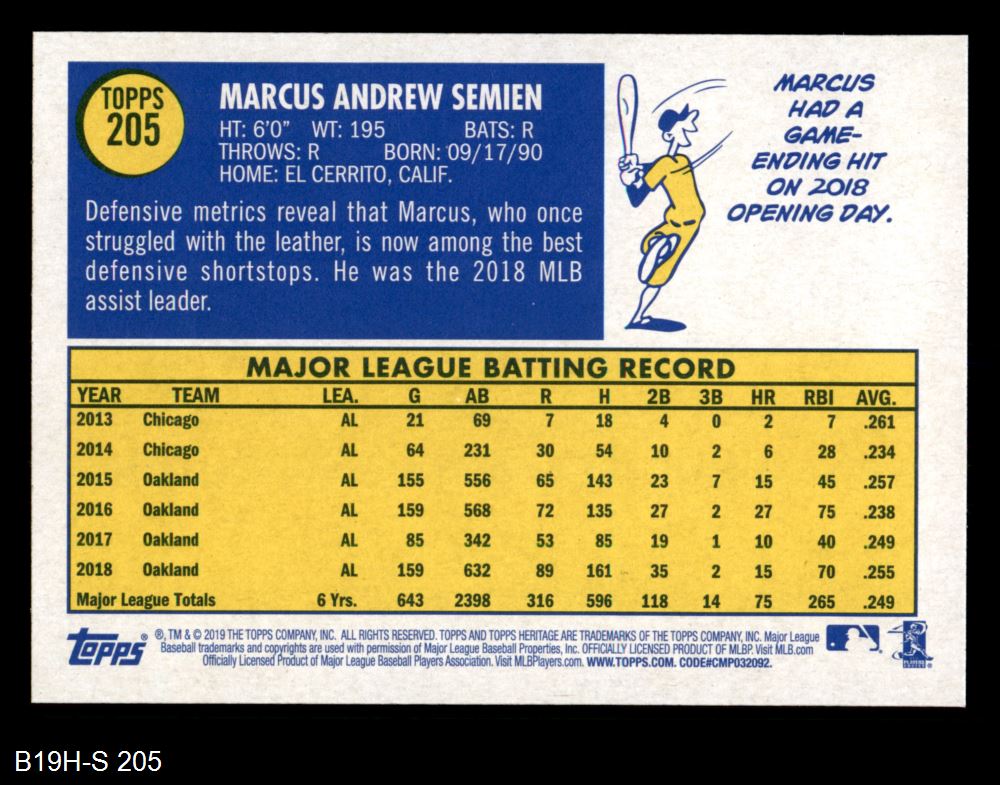 TOPPS
205
MARCUS ANDREW SEMIEN
HT: 6'0" WT: 195 BATS: R
THROWS: R BORN: 09/17/90
HOME: EL CERRITO, CALIF.
Defensive metrics reveal that Marcus, who once
struggled with the leather, is now among the best
defensive shortstops. He was the 2018 MLB
assist leader.
MARCUS
HAD A
GAME-
ENDING HIT
ON 2018
OPENING DAY.
MAJOR LEAGUE BATTING RECORD
YEAR TEAM LEA. G AB R H 2B 3B HR RBI AVG.
2013 Chicago AL 21 69 7 18 4 0 2 7 .261
2014 Chicago AL 64 231 30 54 10 2 6 28 .234
2015 Oakland AL 155 556 65 143 23 7 15 45 .257
2016 Oakland AL 159 568 72 135 27 2 27 75 .238
2017 Oakland AL 85 342 53 85 19 1 10 40 .249
2018 Oakland AL 159 632 89 161 35 2 15 70 .255
Major League Totals 6 Yrs. 643 2398 316 596 118 14 75 265 .249
topps
®, TM & © 2019 THE TOPPS COMPANY, INC. ALL RIGHTS RESERVED. TOPPS AND TOPPS HERITAGE ARE TRADEMARKS OF THE TOPPS COMPANY, INC. Major League
Baseball trademarks and copyrights are used with permission of Major League Baseball Properties, Inc. OFFICIALLY LICENSED PRODUCT OF MLBP. Visit MLB.com
Officially Licensed Product of Major League Baseball Players Association. Visit MLBPlayers.com. WWW.TOPPS.COM. CODE#CMP032092.
B19H-S 205